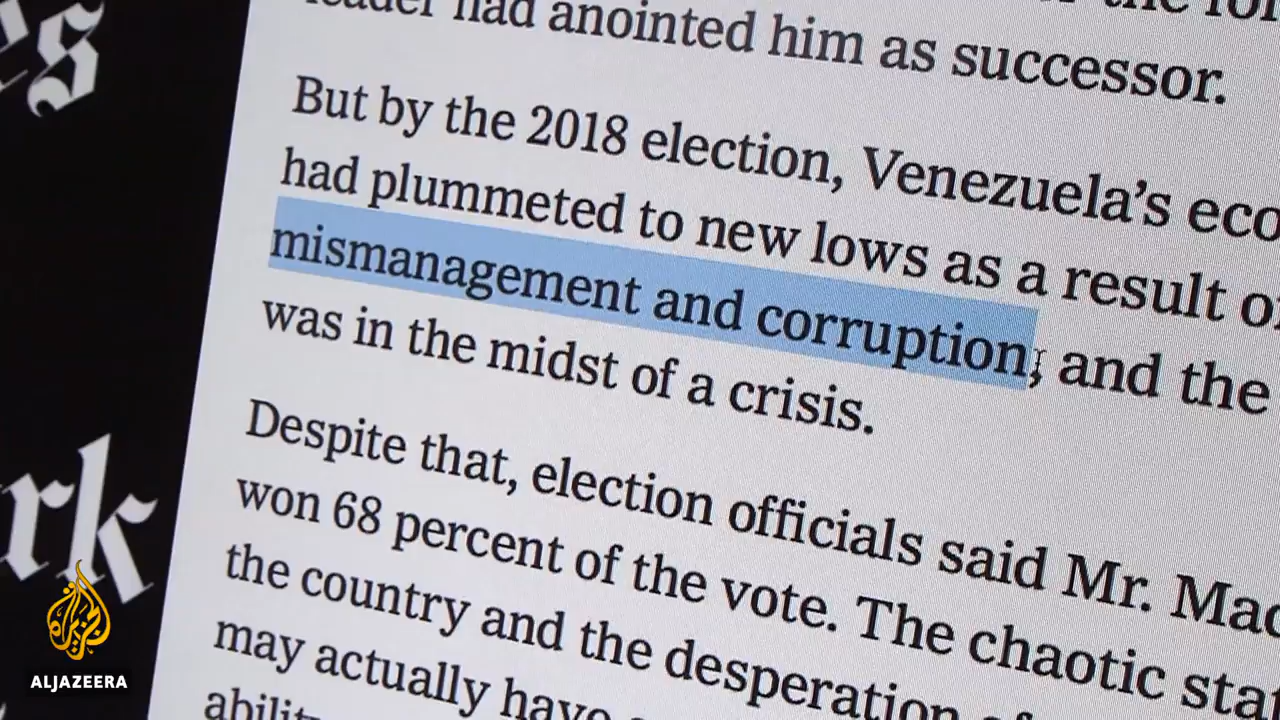 leader had anointed him as successor.
But by the 2018 election, Venezuela's
had plummeted to new lows as a result
mismanagement and corruption, and the
was in the midst of a crisis.
Despite that, election officials said Mr.
won 68 percent of the vote. The chaotic
the country and the desperation
may actually have
ALJAZEERA